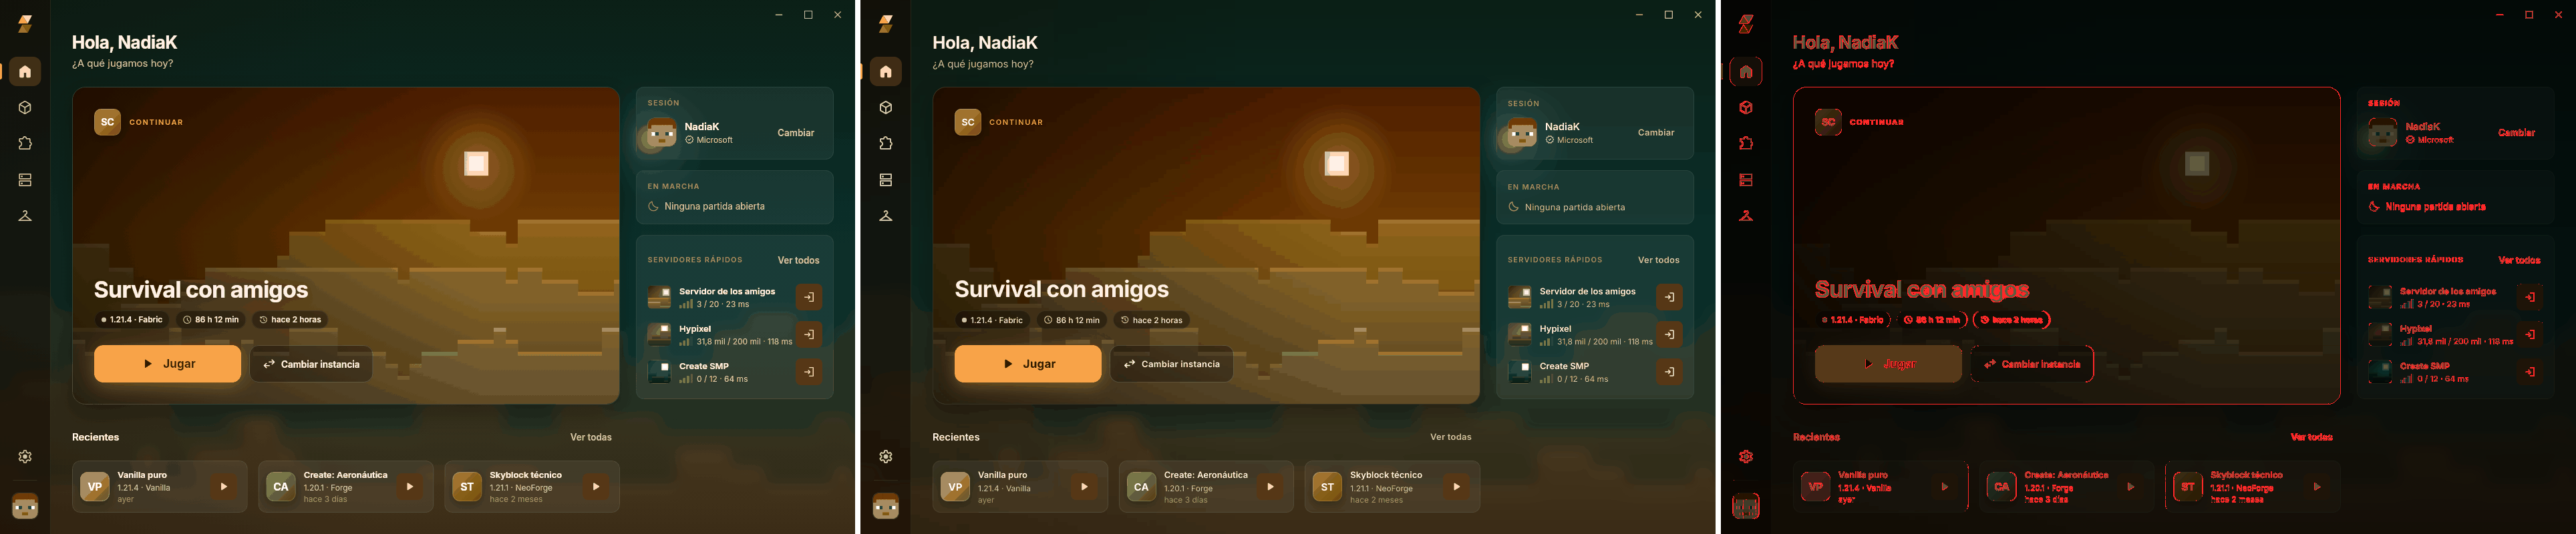 Hola, NadiaK
¿A qué jugamos hoy?
SC CONTINUAR
Survival con amigos
1.21.4 · Fabric 86 h 12 min hace 2 horas
Jugar Cambiar instancia
SESIÓN
NadiaK
Microsoft
Cambiar
EN MARCHA
Ninguna partida abierta
SERVIDORES RÁPIDOS Ver todos
Servidor de los amigos
3 / 20 · 23 ms
Hypixel
31,8 mil / 200 mil · 118 ms
Create SMP
0 / 12 · 64 ms
Recientes Ver todas
VP Vanilla puro
1.21.4 · Vanilla
ayer
CA Create: Aeronáutica
1.20.1 · Forge
hace 3 días
ST Skyblock técnico
1.21.1 · NeoForge
hace 2 meses
Hola, NadiaK
¿A qué jugamos hoy?
SC CONTINUAR
Survival con amigos
1.21.4 · Fabric 86 h 12 min hace 2 horas
Jugar Cambiar instancia
SESIÓN
NadiaK
Microsoft
Cambiar
EN MARCHA
Ninguna partida abierta
SERVIDORES RÁPIDOS Ver todos
Servidor de los amigos
3 / 20 · 23 ms
Hypixel
31,8 mil / 200 mil · 118 ms
Create SMP
0 / 12 · 64 ms
Recientes Ver todas
VP Vanilla puro
1.21.4 · Vanilla
ayer
CA Create: Aeronáutica
1.20.1 · Forge
hace 3 días
ST Skyblock técnico
1.21.1 · NeoForge
hace 2 meses
Hola, NadiaK
¿A qué jugamos hoy?
SC CONTINUAR
Survival con amigos
1.21.4 · Fabric 86 h 12 min hace 2 horas
Jugar Cambiar instancia
SESIÓN
NadiaK
Microsoft
Cambiar
EN MARCHA
Ninguna partida abierta
SERVIDORES RÁPIDOS Ver todos
Servidor de los amigos
3 / 20 · 23 ms
Hypixel
31,8 mil / 200 mil · 118 ms
Create SMP
0 / 12 · 64 ms
Recientes Ver todas
VP Vanilla puro
1.21.4 · Vanilla
ayer
CA Create: Aeronáutica
1.20.1 · Forge
hace 3 días
ST Skyblock técnico
1.21.1 · NeoForge
hace 2 meses